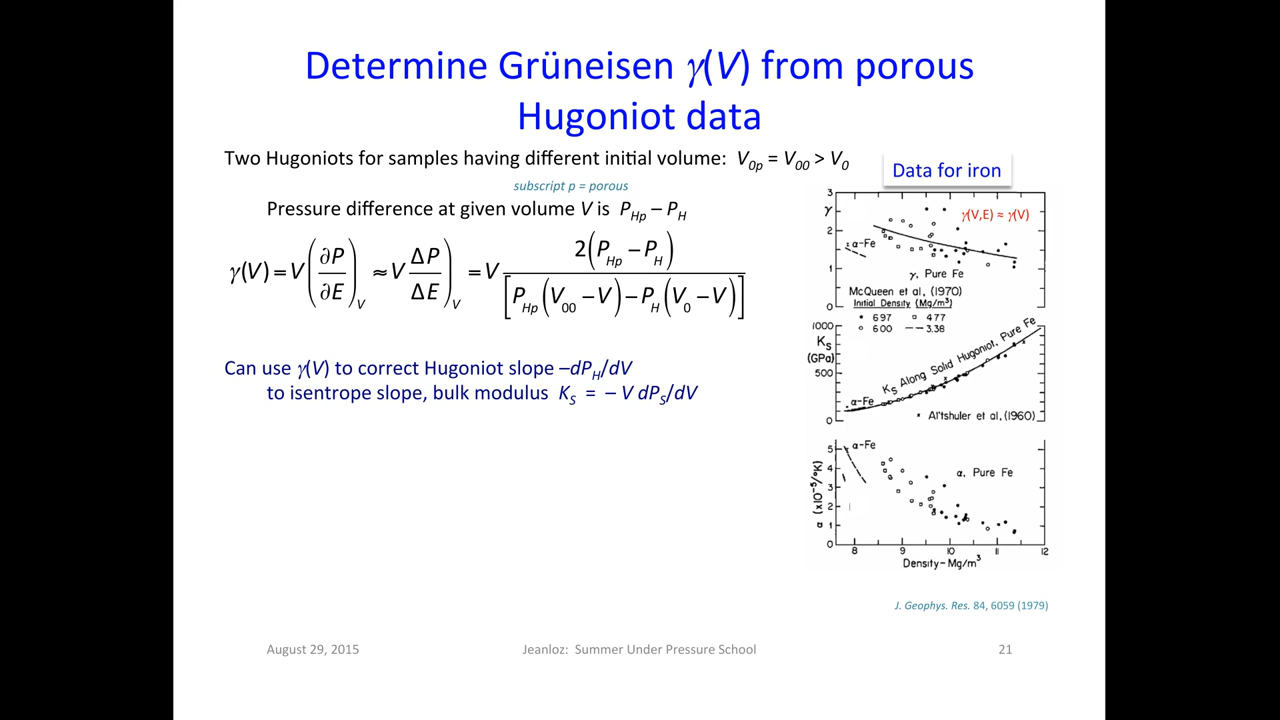 Determine Grüneisen γ(V) from porous
Hugoniot data
Two Hugoniots for samples having different initial volume: V0p = V00 > V0
subscript p = porous
Pressure difference at given volume V is PHp – PH
γ(V) = V(∂P/∂E)V ≈ V ΔP/ΔE)V = V 2(PHp – PH) / [PHp(V00 – V) – PH(V0 – V)]
Can use γ(V) to correct Hugoniot slope –dPH/dV
to isentrope slope, bulk modulus KS = – V dPS/dV
Data for iron
3
γ
2
1
0
γ(V,E) ≈ γ(V)
α-Fe
γ, Pure Fe
McQueen et al, (1970)
Initial Density (Mg/m³)
• 6.97 □ 4.77
○ 6.00 –– 3.38
1000
KS
(GPa)
500
0
KS Along Solid Hugoniot, Pure Fe
α-Fe
× Al'tshuler et al, (1960)
5
4
3
2
1
0
α (x10⁻⁵/°K)
α-Fe
α, Pure Fe
8 9 10 11 12
Density – Mg/m³
J. Geophys. Res. 84, 6059 (1979)
August 29, 2015
Jeanloz: Summer Under Pressure School
21